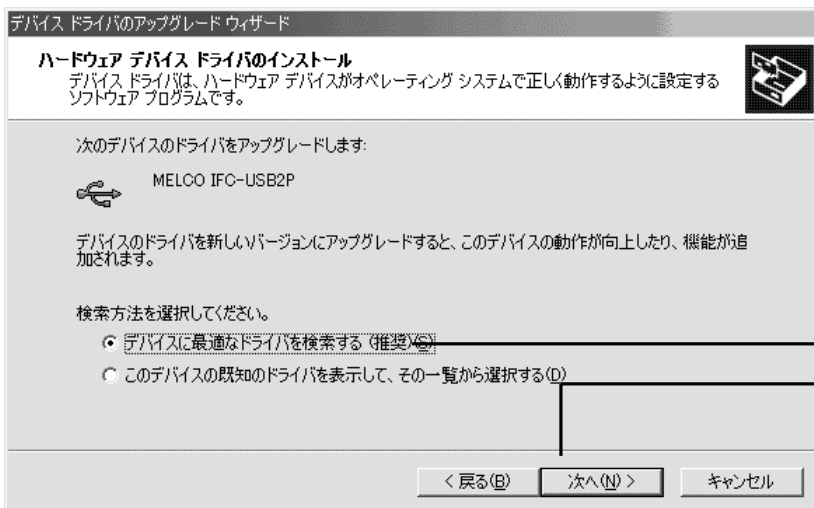 デバイス ドライバのアップグレード ウィザード
ハードウェア デバイス ドライバのインストール
デバイス ドライバは、ハードウェア デバイスがオペレーティング システムで正しく動作するように設定する
ソフトウェア プログラムです。
次のデバイスのドライバをアップグレードします:
MELCO IFC-USB2P
デバイスのドライバを新しいバージョンにアップグレードすると、このデバイスの動作が向上したり、機能が追
加されます。
検索方法を選択してください。
デバイスに最適なドライバを検索する (推奨)(S)
このデバイスの既知のドライバを表示して、その一覧から選択する(D)
< 戻る(B)
次へ(N) >
キャンセル